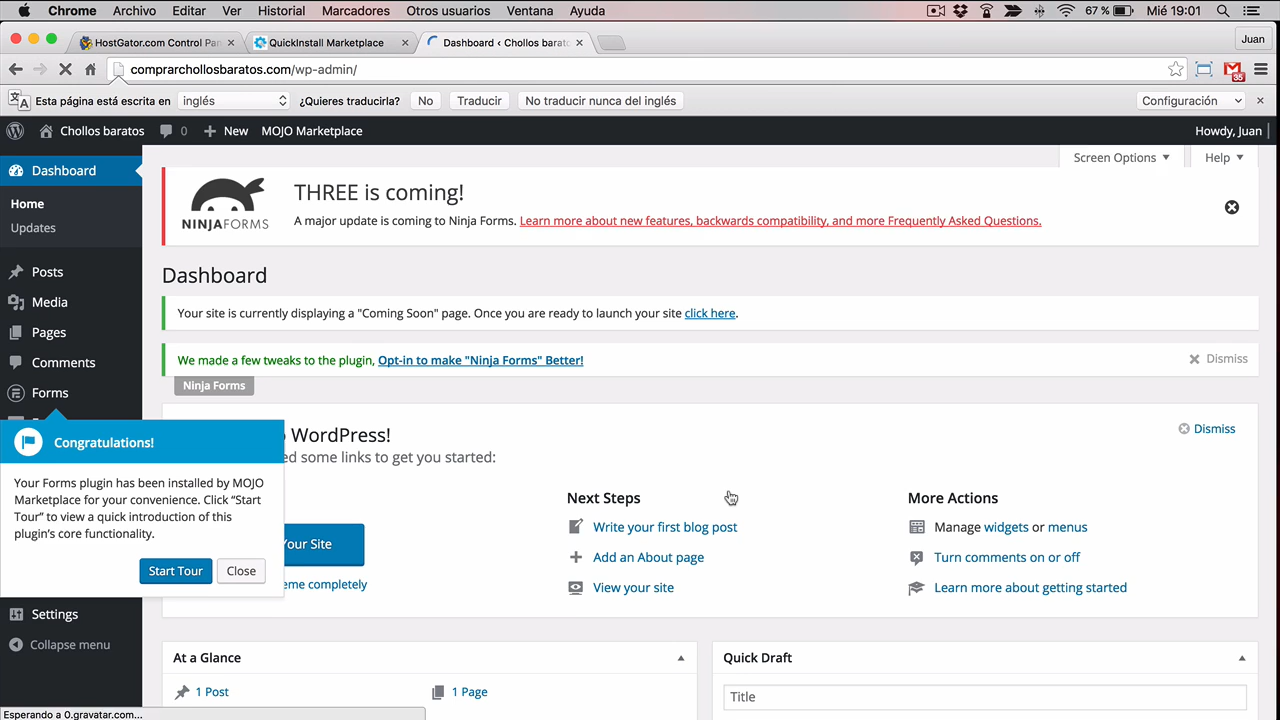 Chrome Archivo Editar Ver Historial Marcadores Otros usuarios Ventana Ayuda 67 % Mié 19:01
HostGator.com Control Pan QuickInstall Marketplace Dashboard ‹ Chollos barato Juan
comprarchollosbaratos.com/wp-admin/ 35
Esta página está escrita en inglés ¿Quieres traducirla? No Traducir No traducir nunca del inglés Configuración
Chollos baratos 0 New MOJO Marketplace Howdy, Juan
Dashboard
Home
Updates
Posts
Media
Pages
Comments
Forms
Screen Options Help
NINJAFORMS
THREE is coming!
A major update is coming to Ninja Forms. Learn more about new features, backwards compatibility, and more Frequently Asked Questions.
Dashboard
Your site is currently displaying a "Coming Soon" page. Once you are ready to launch your site click here.
We made a few tweaks to the plugin, Opt-in to make "Ninja Forms" Better! Dismiss
Ninja Forms
WordPress! Dismiss
some links to get you started:
Congratulations!
Your Forms plugin has been installed by MOJO
Marketplace for your convenience. Click “Start
Tour” to view a quick introduction of this
plugin’s core functionality.
Start Tour Close
Your Site
completely
Next Steps
Write your first blog post
Add an About page
View your site
More Actions
Manage widgets or menus
Turn comments on or off
Learn more about getting started
Settings
Collapse menu
At a Glance
1 Post 1 Page
Quick Draft
Title
Esperando a 0.gravatar.com...